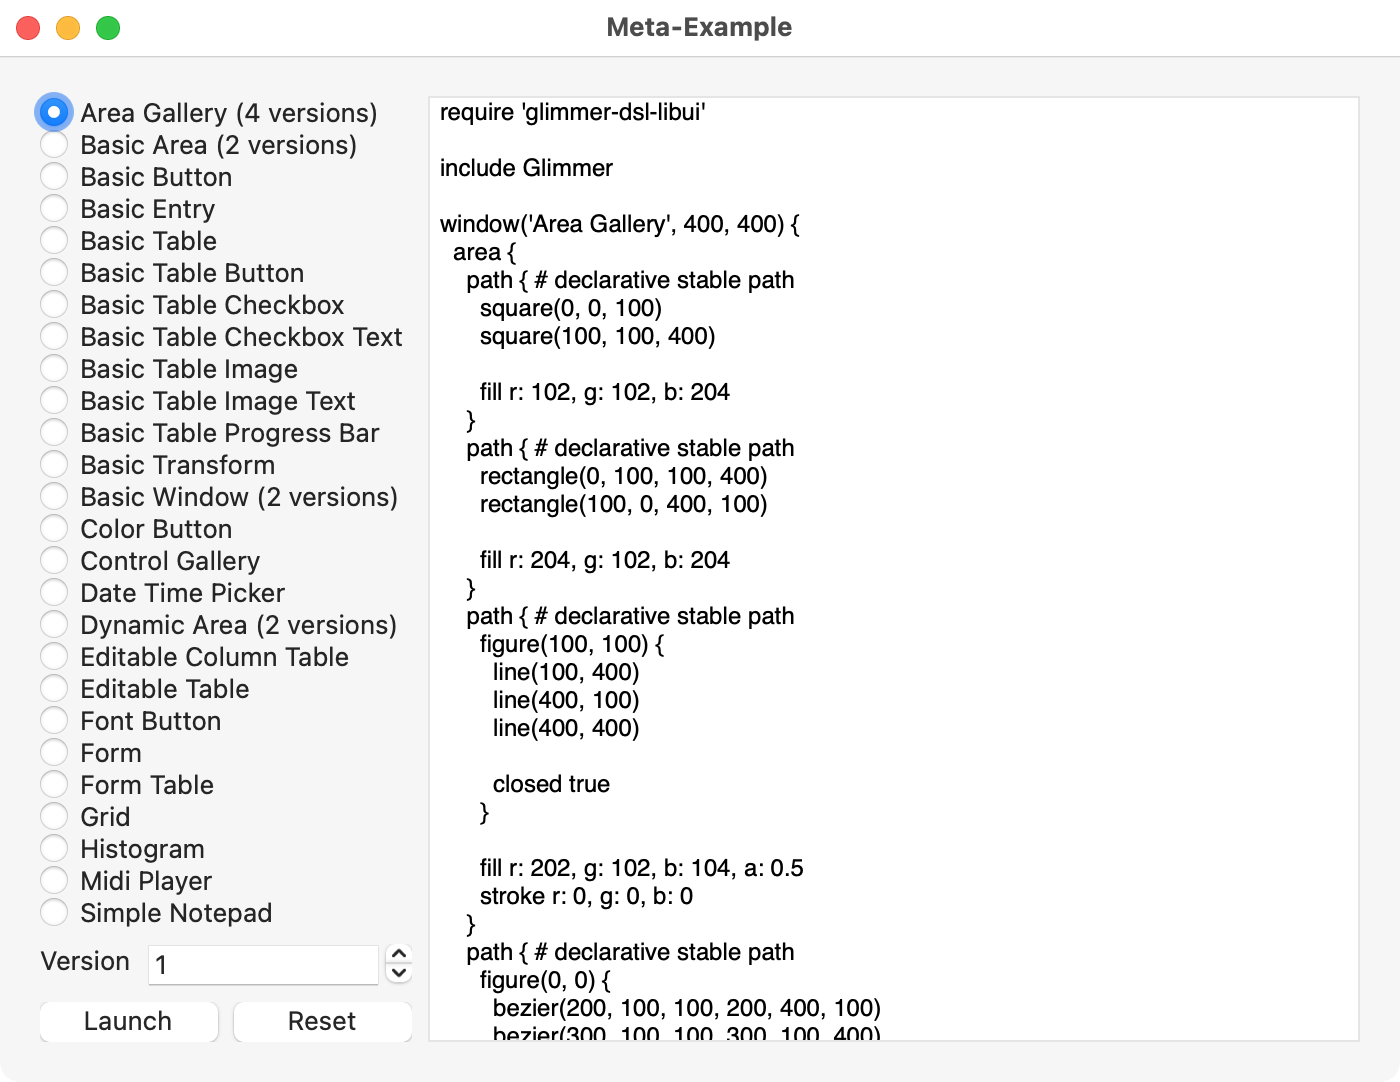 Meta-Example
Area Gallery (4 versions)
Basic Area (2 versions)
Basic Button
Basic Entry
Basic Table
Basic Table Button
Basic Table Checkbox
Basic Table Checkbox Text
Basic Table Image
Basic Table Image Text
Basic Table Progress Bar
Basic Transform
Basic Window (2 versions)
Color Button
Control Gallery
Date Time Picker
Dynamic Area (2 versions)
Editable Column Table
Editable Table
Font Button
Form
Form Table
Grid
Histogram
Midi Player
Simple Notepad
Version 1
Launch Reset
require 'glimmer-dsl-libui'
include Glimmer
window('Area Gallery', 400, 400) {
area {
path { # declarative stable path
square(0, 0, 100)
square(100, 100, 400)
fill r: 102, g: 102, b: 204
}
path { # declarative stable path
rectangle(0, 100, 100, 400)
rectangle(100, 0, 400, 100)
fill r: 204, g: 102, b: 204
}
path { # declarative stable path
figure(100, 100) {
line(100, 400)
line(400, 100)
line(400, 400)
closed true
}
fill r: 202, g: 102, b: 104, a: 0.5
stroke r: 0, g: 0, b: 0
}
path { # declarative stable path
figure(0, 0) {
bezier(200, 100, 100, 200, 400, 100)
bezier(300, 100, 100, 300, 100, 400)